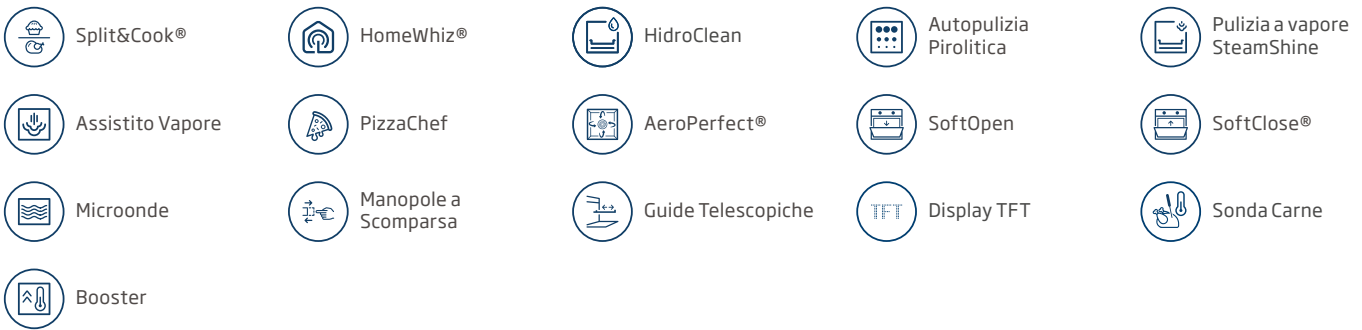 Split&Cook®
HomeWhiz®
HidroClean
Autopulizia
Pirolitica
Pulizia a vapore
SteamShine
Assistito Vapore
PizzaChef
AeroPerfect®
SoftOpen
SoftClose®
Microonde
Manopole a
Scomparsa
Guide Telescopiche
TFT
Display TFT
Sonda Carne
Booster